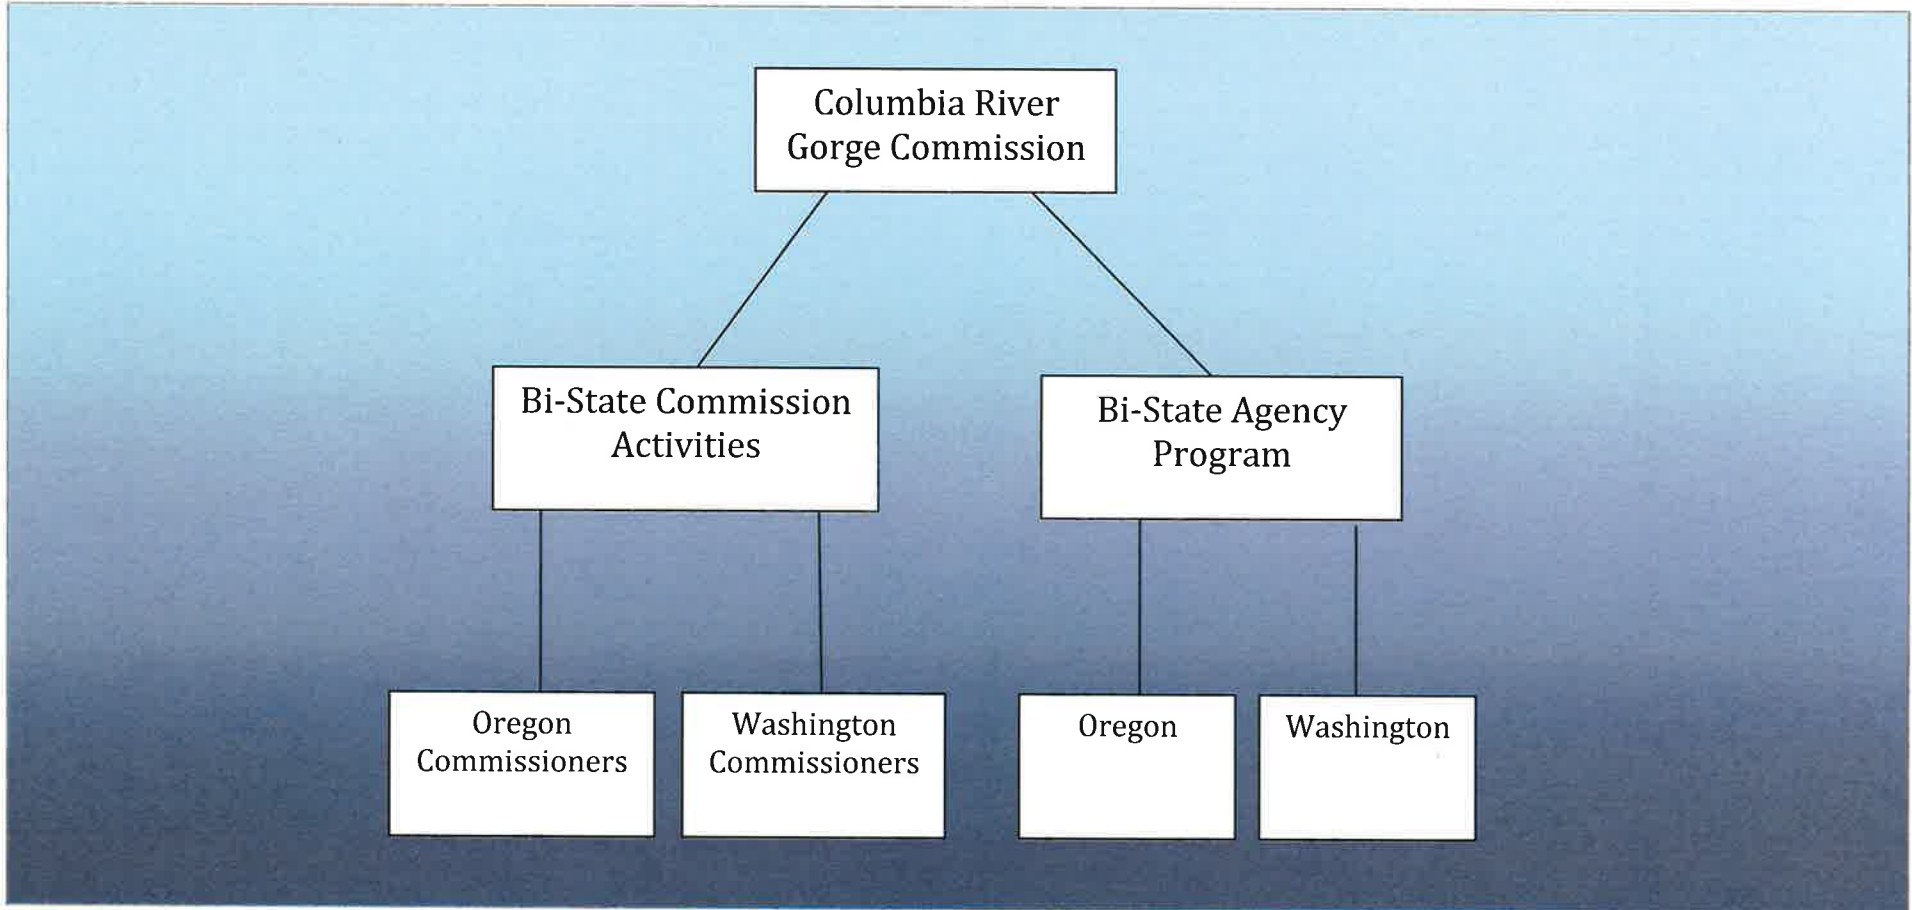 Columbia River
Gorge Commission
Bi-State Commission
Activities
Bi-State Agency
Program
Oregon
Commissioners
Washington
Commissioners
Oregon
Washington